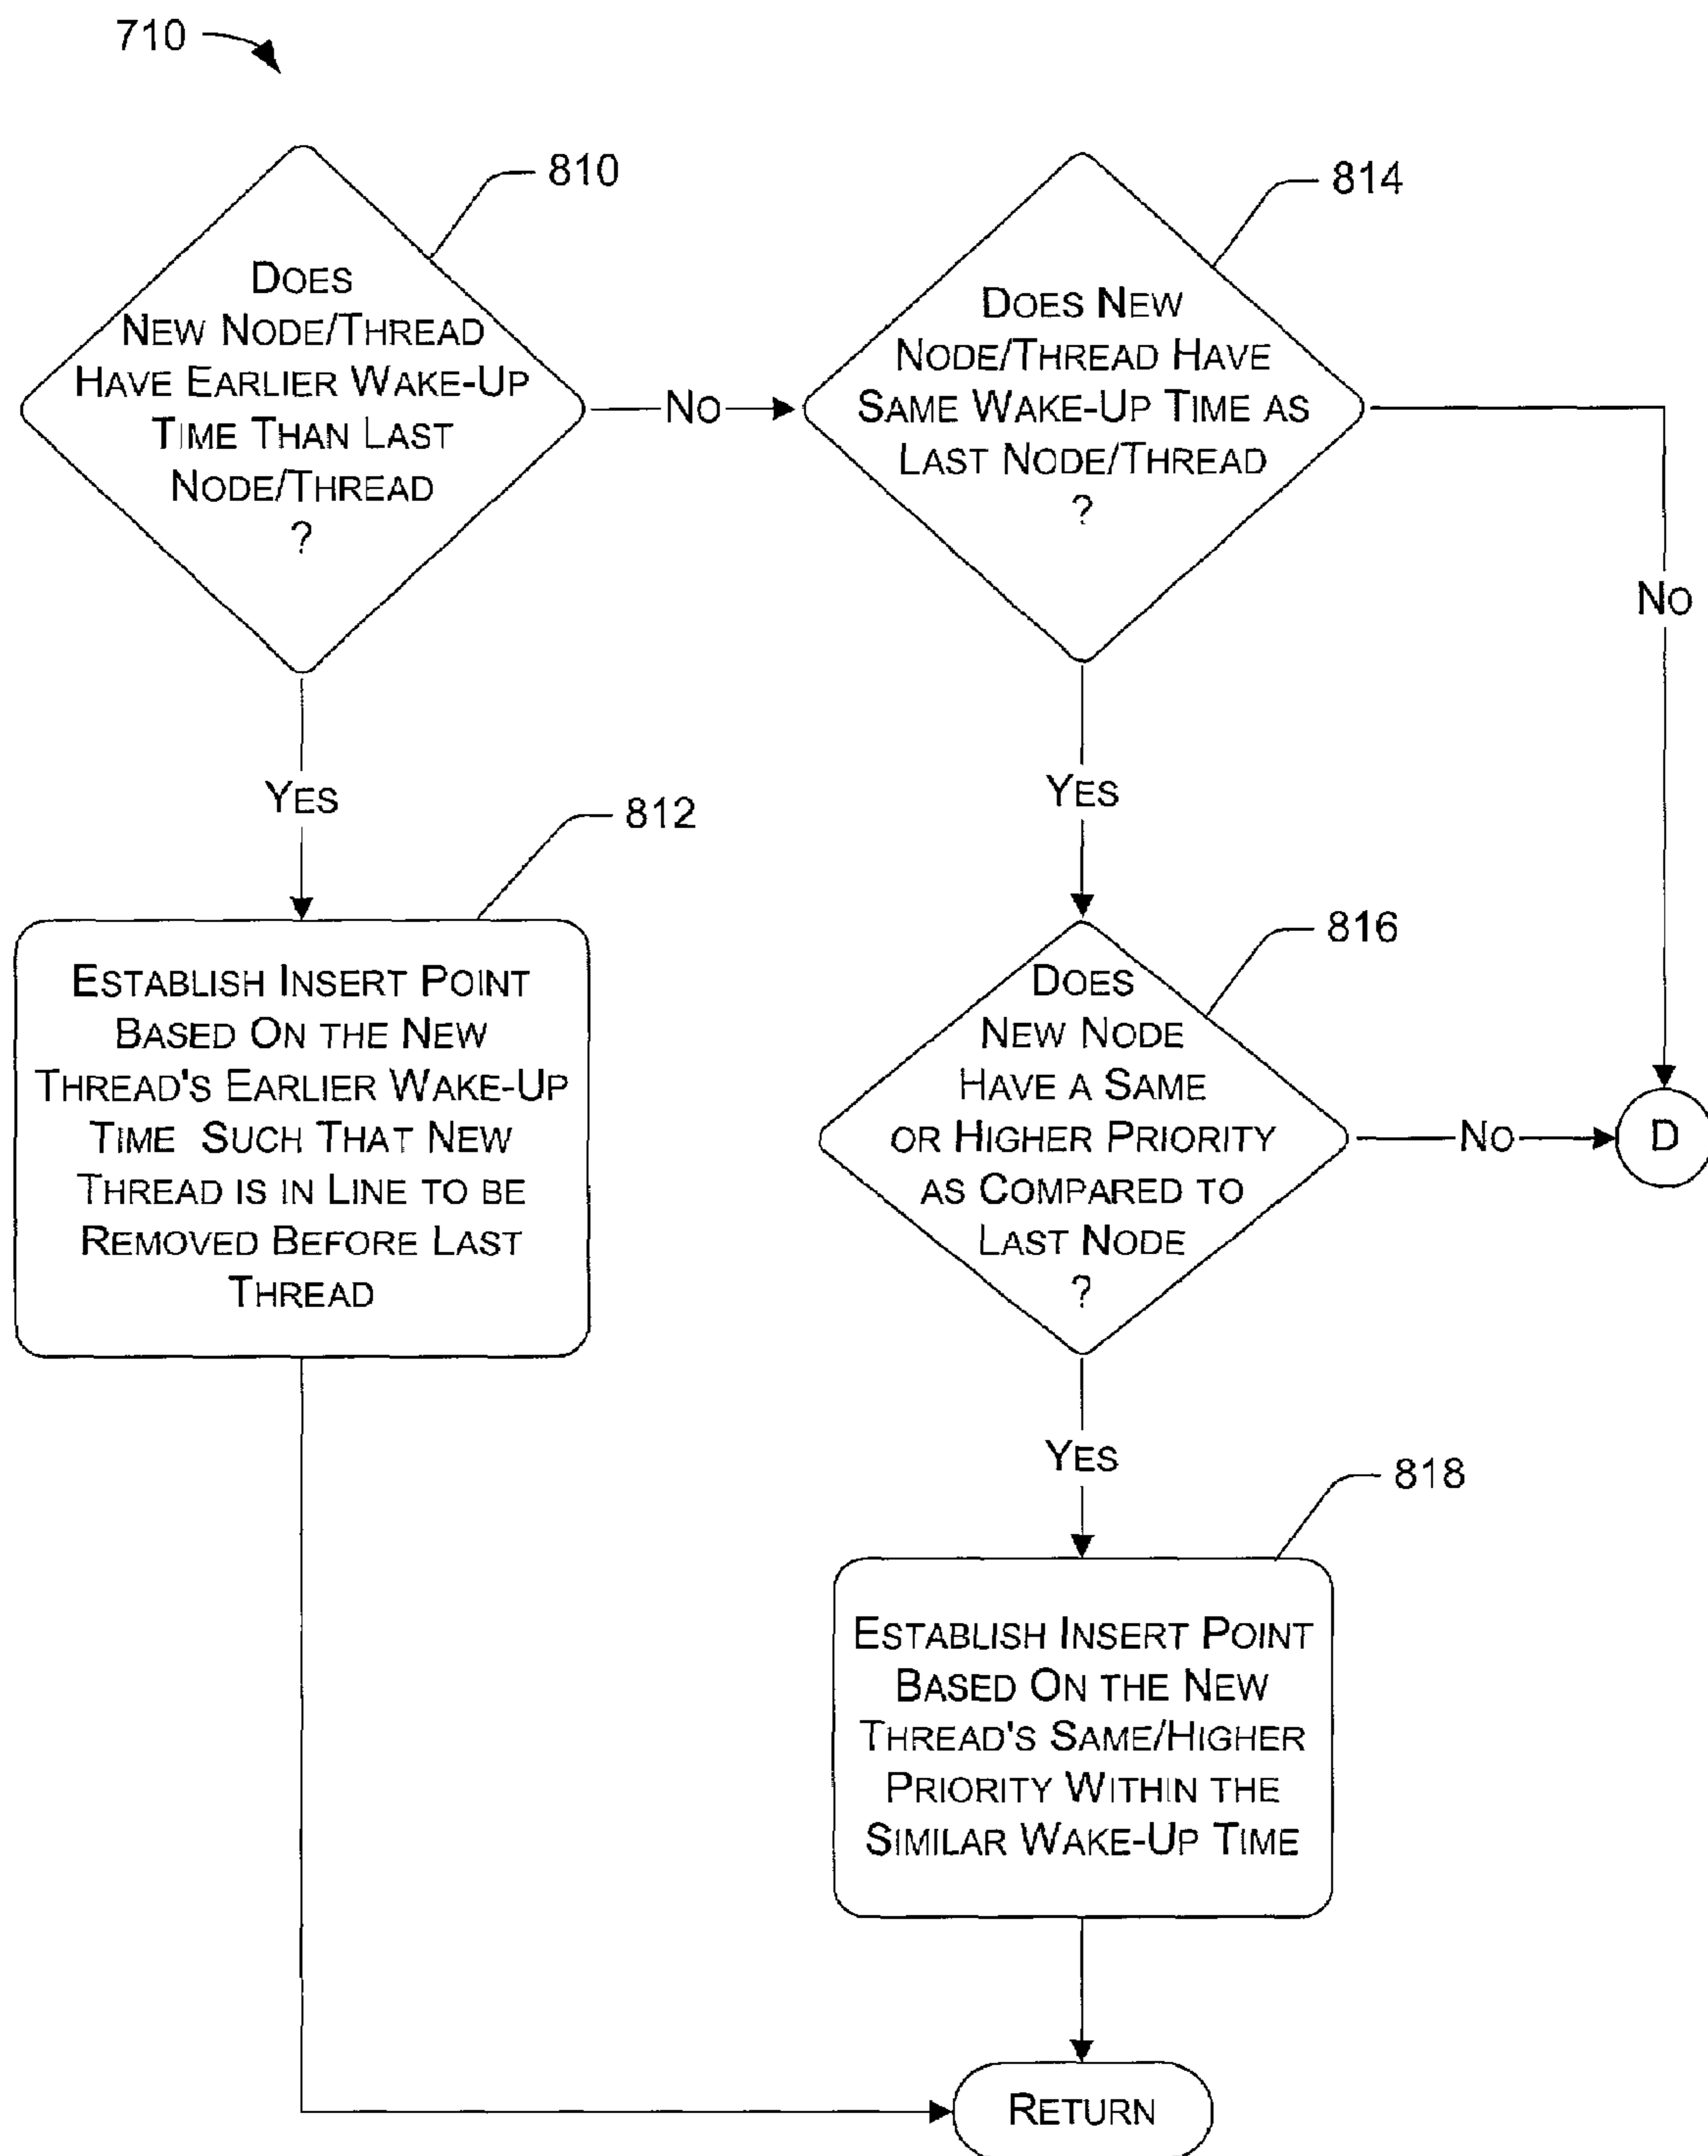 710
810
DOES
NEW NODE/THREAD
HAVE EARLIER WAKE-UP
TIME THAN LAST
NODE/THREAD
?
NO
814
DOES NEW
NODE/THREAD HAVE
SAME WAKE-UP TIME AS
LAST NODE/THREAD
?
NO
YES
YES
812
ESTABLISH INSERT POINT
BASED ON THE NEW
THREAD'S EARLIER WAKE-UP
TIME SUCH THAT NEW
THREAD IS IN LINE TO BE
REMOVED BEFORE LAST
THREAD
816
DOES
NEW NODE
HAVE A SAME
OR HIGHER PRIORITY
AS COMPARED TO
LAST NODE
?
NO
D
YES
818
ESTABLISH INSERT POINT
BASED ON THE NEW
THREAD'S SAME/HIGHER
PRIORITY WITHIN THE
SIMILAR WAKE-UP TIME
RETURN